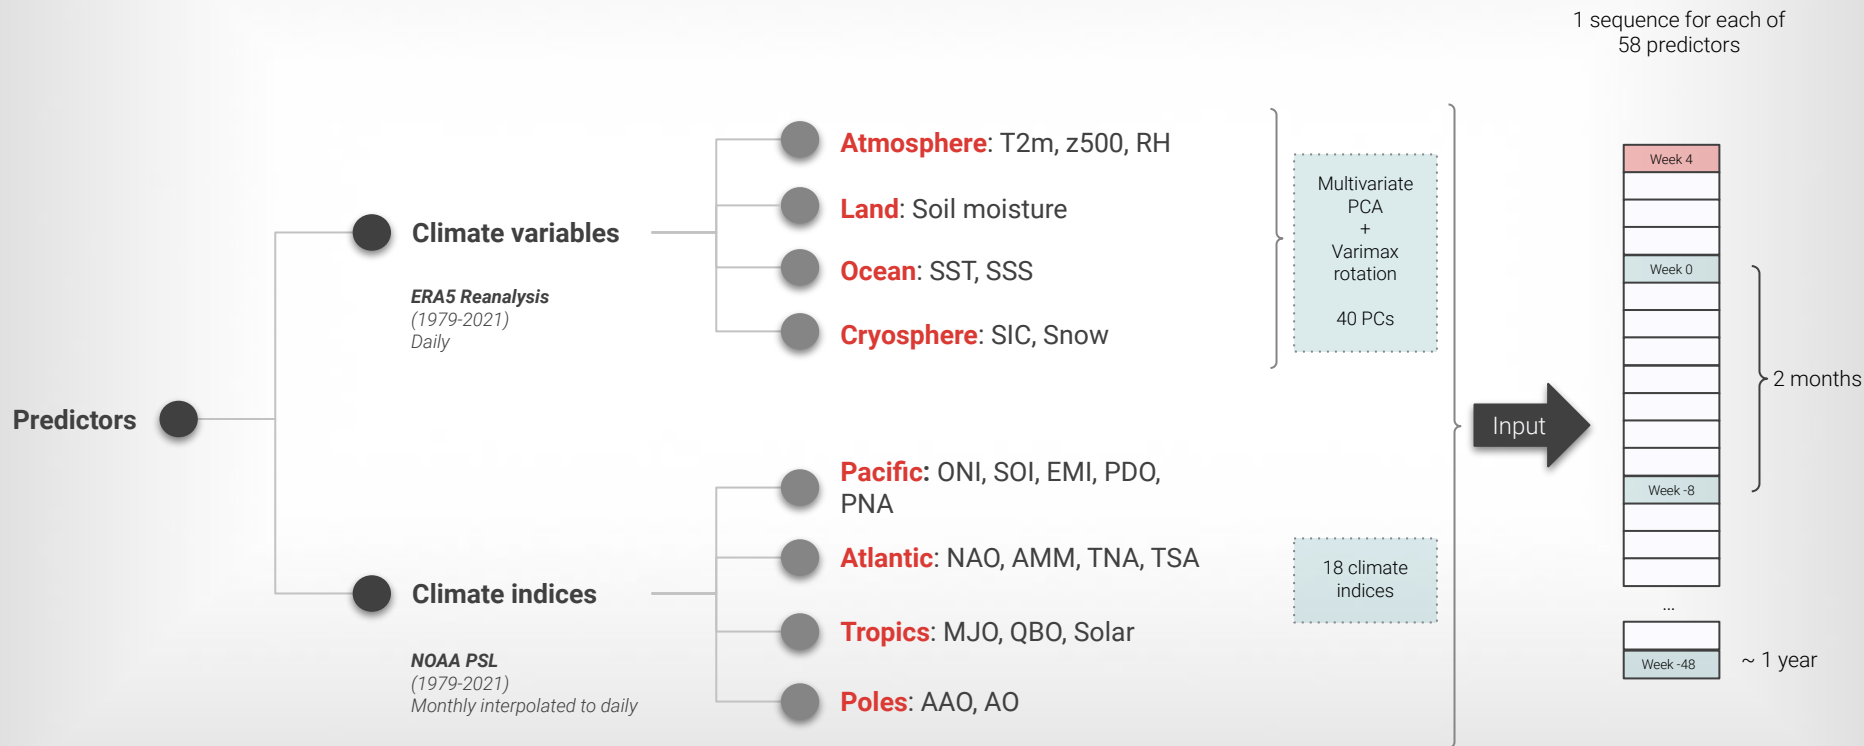 1 sequence for each of
58 predictors
Predictors
Climate variables
ERA5 Reanalysis
(1979-2021)
Daily
Atmosphere: T2m, z500, RH
Land: Soil moisture
Ocean: SST, SSS
Cryosphere: SIC, Snow
Multivariate
PCA
+
Varimax
rotation
40 PCs
Climate indices
NOAA PSL
(1979-2021)
Monthly interpolated to daily
Pacific: ONI, SOI, EMI, PDO,
PNA
Atlantic: NAO, AMM, TNA, TSA
Tropics: MJO, QBO, Solar
Poles: AAO, AO
18 climate
indices
Input
Week 4
Week 0
2 months
Week -8
...
Week -48
~ 1 year